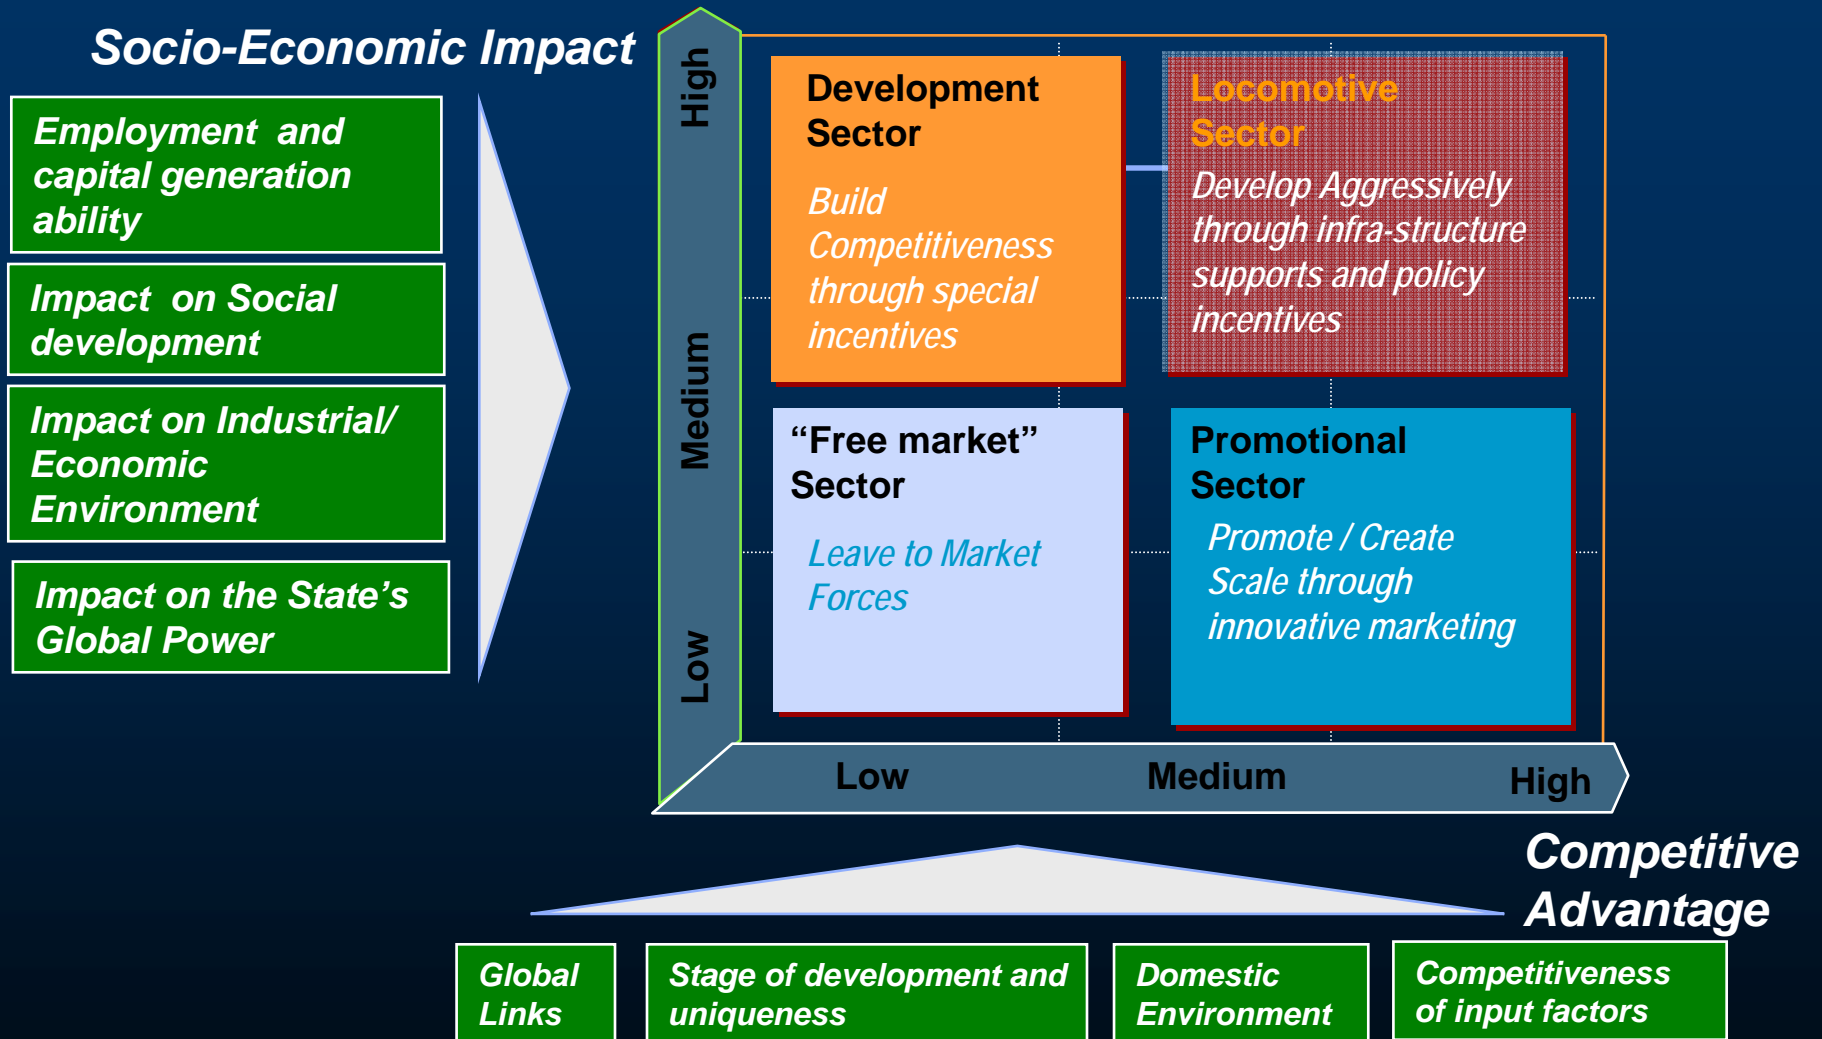 Socio-Economic Impact
Employment and
capital generation
ability
Impact on Social
development
Impact on Industrial/
Economic
Environment
Impact on the State’s
Global Power
High
Medium
Low
Development
Sector
Build
Competitiveness
through special
incentives
Locomotive
Sector
Develop Aggressively
through infra-structure
supports and policy
incentives
“Free market”
Sector
Leave to Market
Forces
Promotional
Sector
Promote / Create
Scale through
innovative marketing
Low
Medium
High
Competitive
Advantage
Global
Links
Stage of development and
uniqueness
Domestic
Environment
Competitiveness
of input factors